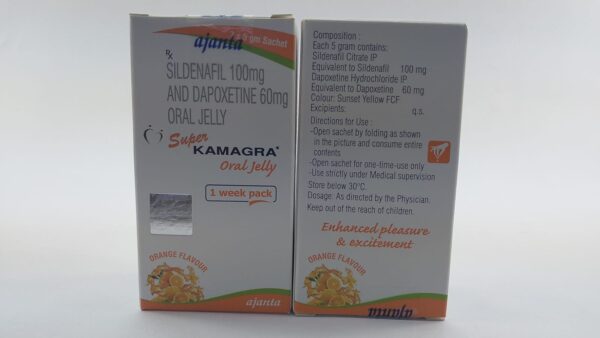 ajanta
5 gm Sachet
Rx
SILDENAFIL 100mg
AND DAPOXETINE 60mg
ORAL JELLY
Super
KAMAGRA
Oral Jelly
1 week pack
ORANGE FLAVOUR
ajanta
Composition :
Each 5 gram contains:
Sildenafil Citrate IP
Equivalent to Sildenafil 100 mg
Dapoxetine Hydrochloride IP
Equivalent to Dapoxetine 60 mg
Colour: Sunset Yellow FCF
Excipients: q.s.
Directions for Use :
-Open sachet by folding as shown
in the picture and consume entire
contents
-Open sachet for one-time-use only
-Use strictly under Medical supervision
Store below 30°C.
Dosage: As directed by the Physician.
Keep out of the reach of children.
Enhanced pleasure
& excitement
ORANGE FLAVOUR